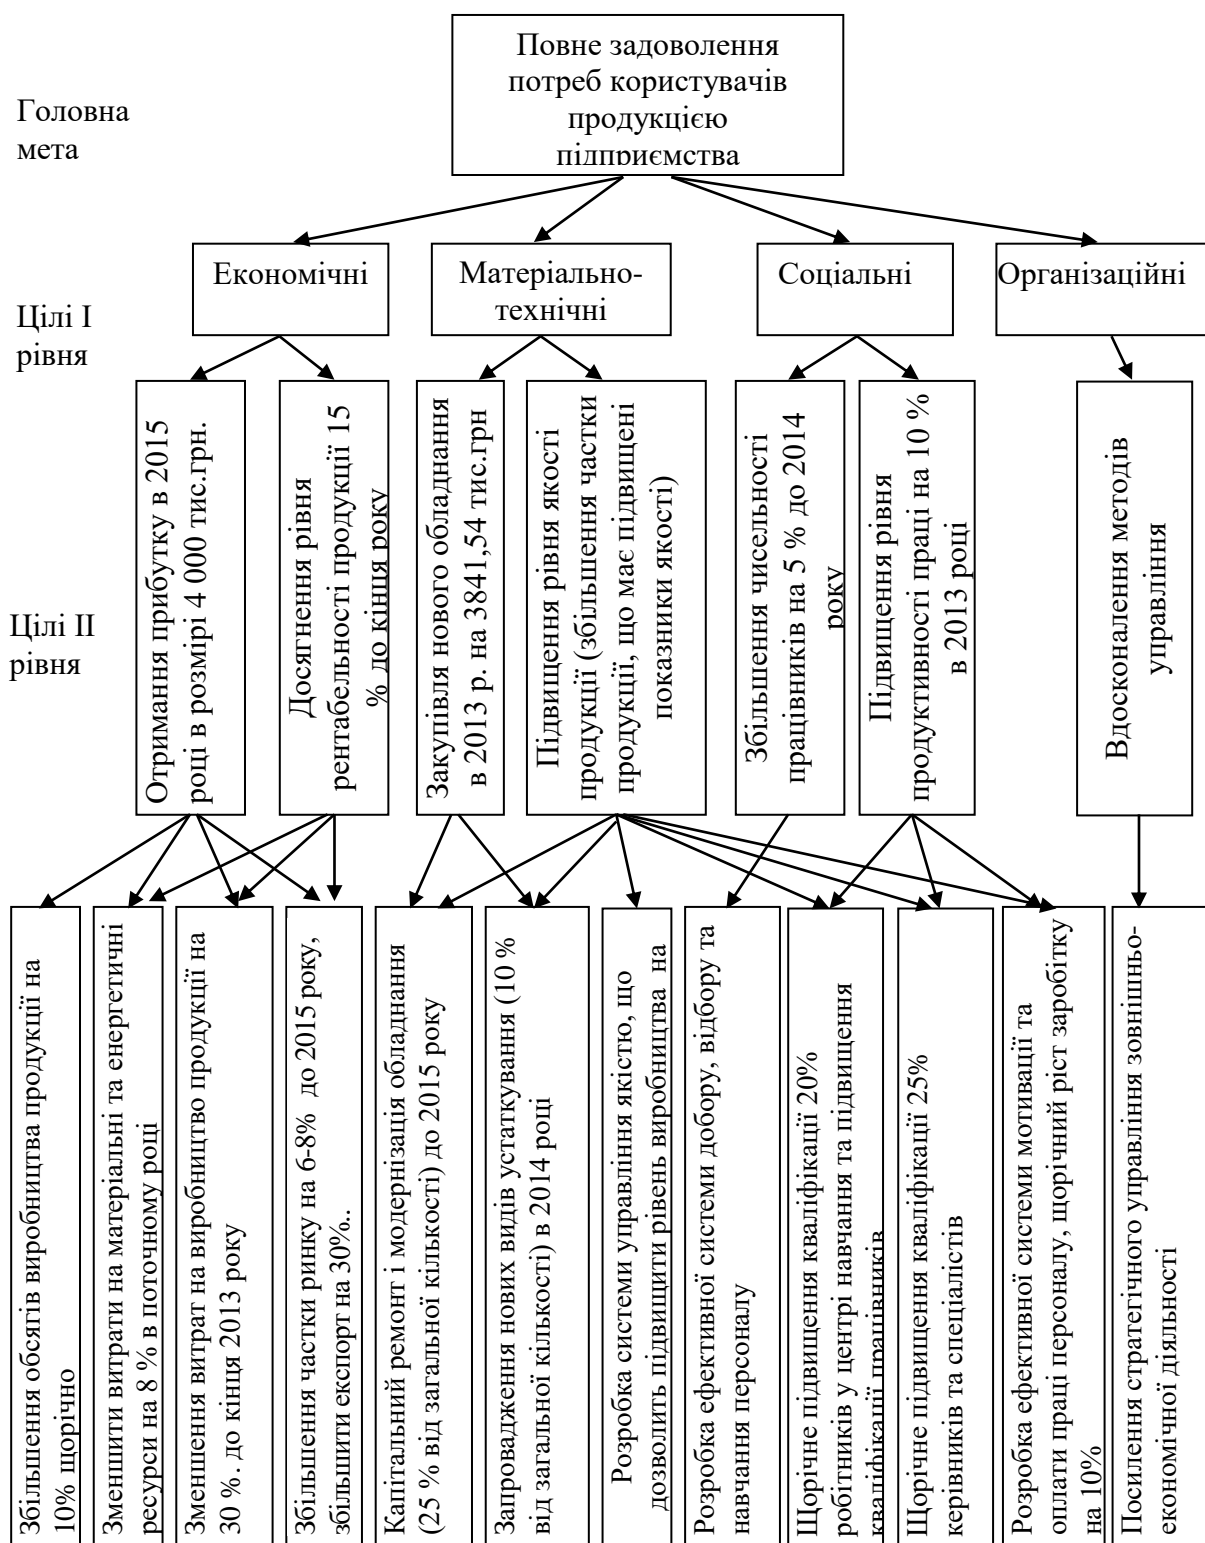 Повне задоволення
потреб користувачів
продукцією
підприємства
Головна
мета
Економічні
Матеріально-
технічні
Соціальні
Організаційні
Цілі І
рівня
Отримання прибутку в 2015
році в розмірі 4 000 тис.грн.
Досягнення рівня
рентабельності продукції 15
% до кінця року
Закупівля нового обладнання
в 2013 р. на 3841,54 тис.грн
Підвищення рівня якості
продукції (збільшення частки
продукції, що має підвищені
показники якості)
Збільшення чисельності
працівників на 5 % до 2014
року
Підвищення рівня
продуктивності праці на 10 %
в 2013 році
Вдосконалення методів
управління
Цілі ІІ
рівня
Збільшення обсягів виробництва продукції на
10% щорічно
Зменшити витрати на матеріальні та енергетичні
ресурси на 8 % в поточному році
Зменшення витрат на виробництво продукції на
30 %. до кінця 2013 року
Збільшення частки ринку на 6-8% до 2015 року,
збільшити експорт на 30%..
Капітальний ремонт і модернізація обладнання
(25 % від загальної кількості) до 2015 року
Запровадження нових видів устаткування (10 %
від загальної кількості) в 2014 році
Розробка системи управління якістю, що
дозволить підвищити рівень виробництва на
Розробка ефективної системи добору, відбору та
навчання персоналу
Щорічне підвищення кваліфікації 20%
робітників у центрі навчання та підвищення
кваліфікації працівників
Щорічне підвищення кваліфікації 25%
керівників та спеціалістів
Розробка ефективної системи мотивації та
оплати праці персоналу, щорічний ріст заробітку
на 10%
Посилення стратегічного управління зовнішньо-
економічної діяльності